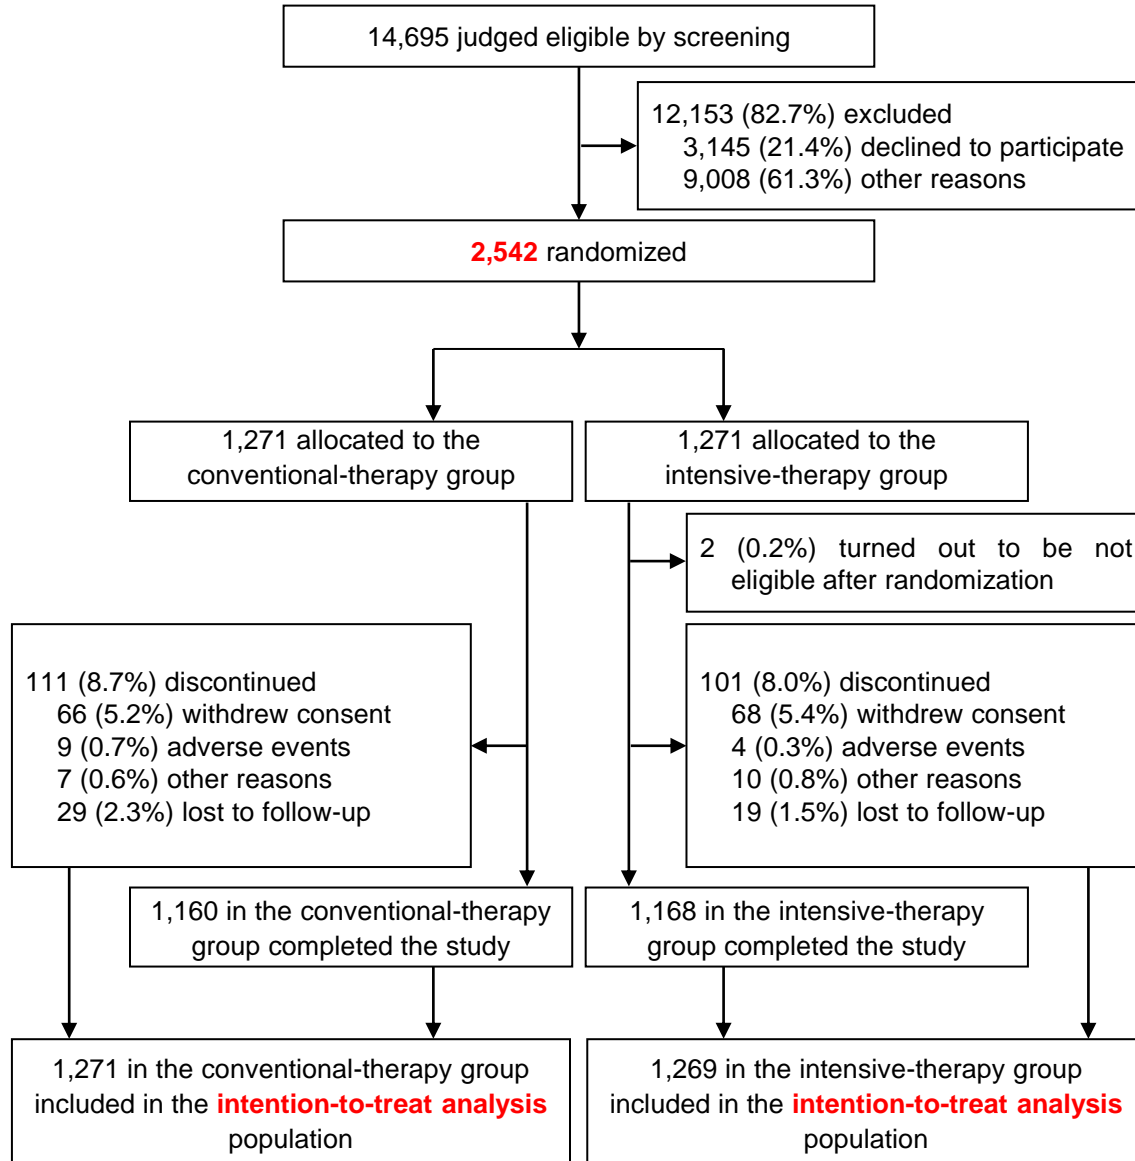 14,695 judged eligible by screening
12,153 (82.7%) excluded
3,145 (21.4%) declined to participate
9,008 (61.3%) other reasons
2,542 randomized
1,271 allocated to the
conventional-therapy group
1,271 allocated to the
intensive-therapy group
2 (0.2%) turned out to be not
eligible after randomization
111 (8.7%) discontinued
66 (5.2%) withdrew consent
9 (0.7%) adverse events
7 (0.6%) other reasons
29 (2.3%) lost to follow-up
101 (8.0%) discontinued
68 (5.4%) withdrew consent
4 (0.3%) adverse events
10 (0.8%) other reasons
19 (1.5%) lost to follow-up
1,160 in the conventional-therapy
group completed the study
1,168 in the intensive-therapy
group completed the study
1,271 in the conventional-therapy group
included in the intention-to-treat analysis
population
1,269 in the intensive-therapy group
included in the intention-to-treat analysis
population